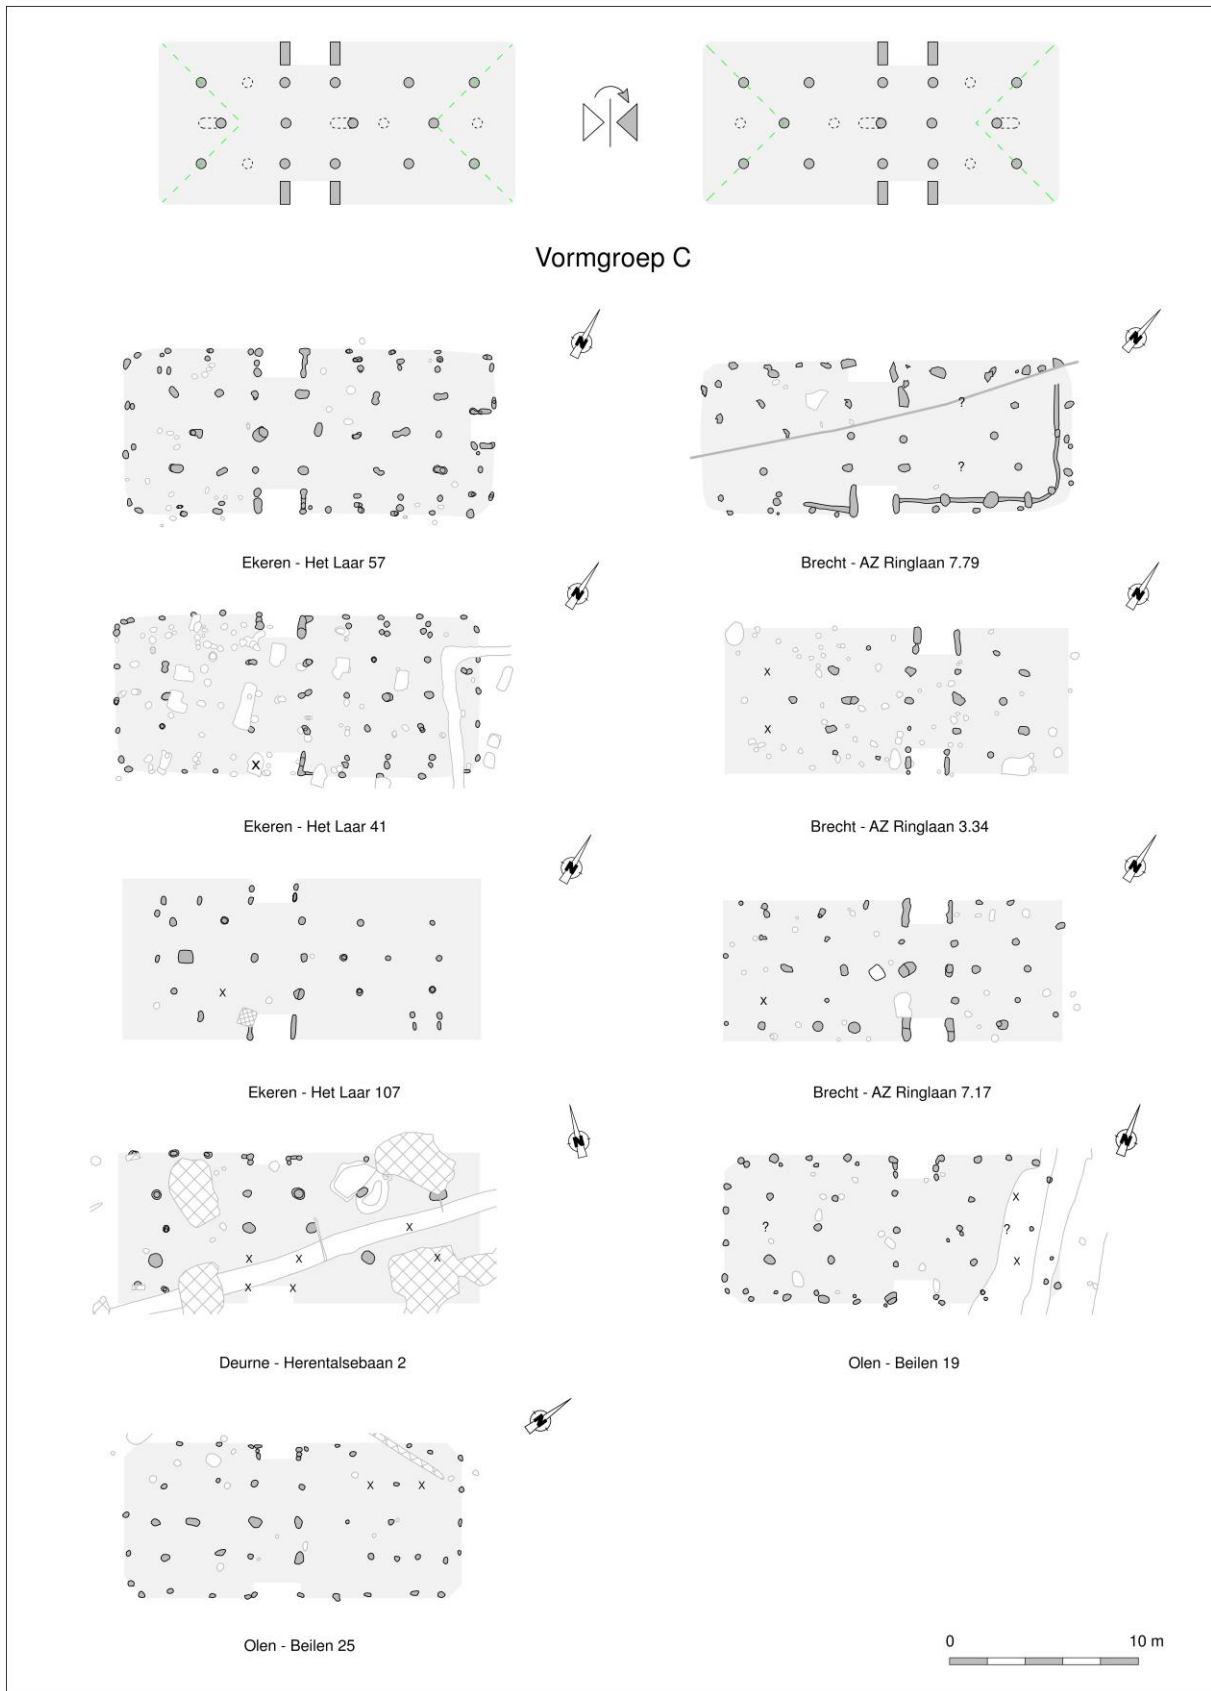 Vormgroep C
N
N
?
?
Ekeren - Het Laar 57
Brecht - AZ Ringlaan 7.79
N
N
X
X
X
Ekeren - Het Laar 41
Brecht - AZ Ringlaan 3.34
N
N
X
X
Ekeren - Het Laar 107
Brecht - AZ Ringlaan 7.17
N
N
X
X
X
X
X
X
X
?
?
X
Deurne - Herentalsebaan 2
Olen - Beilen 19
N
X
X
Olen - Beilen 25
0
10 m